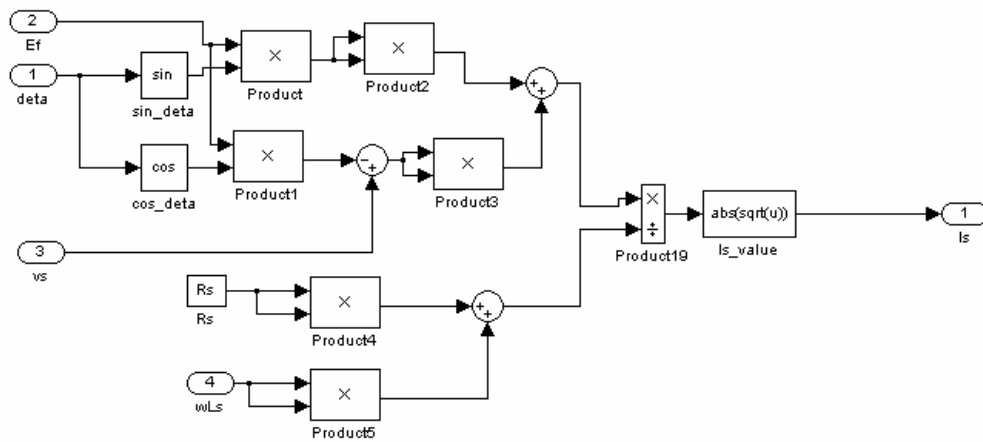 2
Ef
1
deta
sin
sin_deta
×
Product
×
Product2
+
+
cos
cos_deta
×
Product1
−
+
×
Product3
3
vs
×
÷
Product19
abs(sqrt(u))
Is_value
1
Is
Rs
Rs
×
Product4
+
+
4
wLs
×
Product5